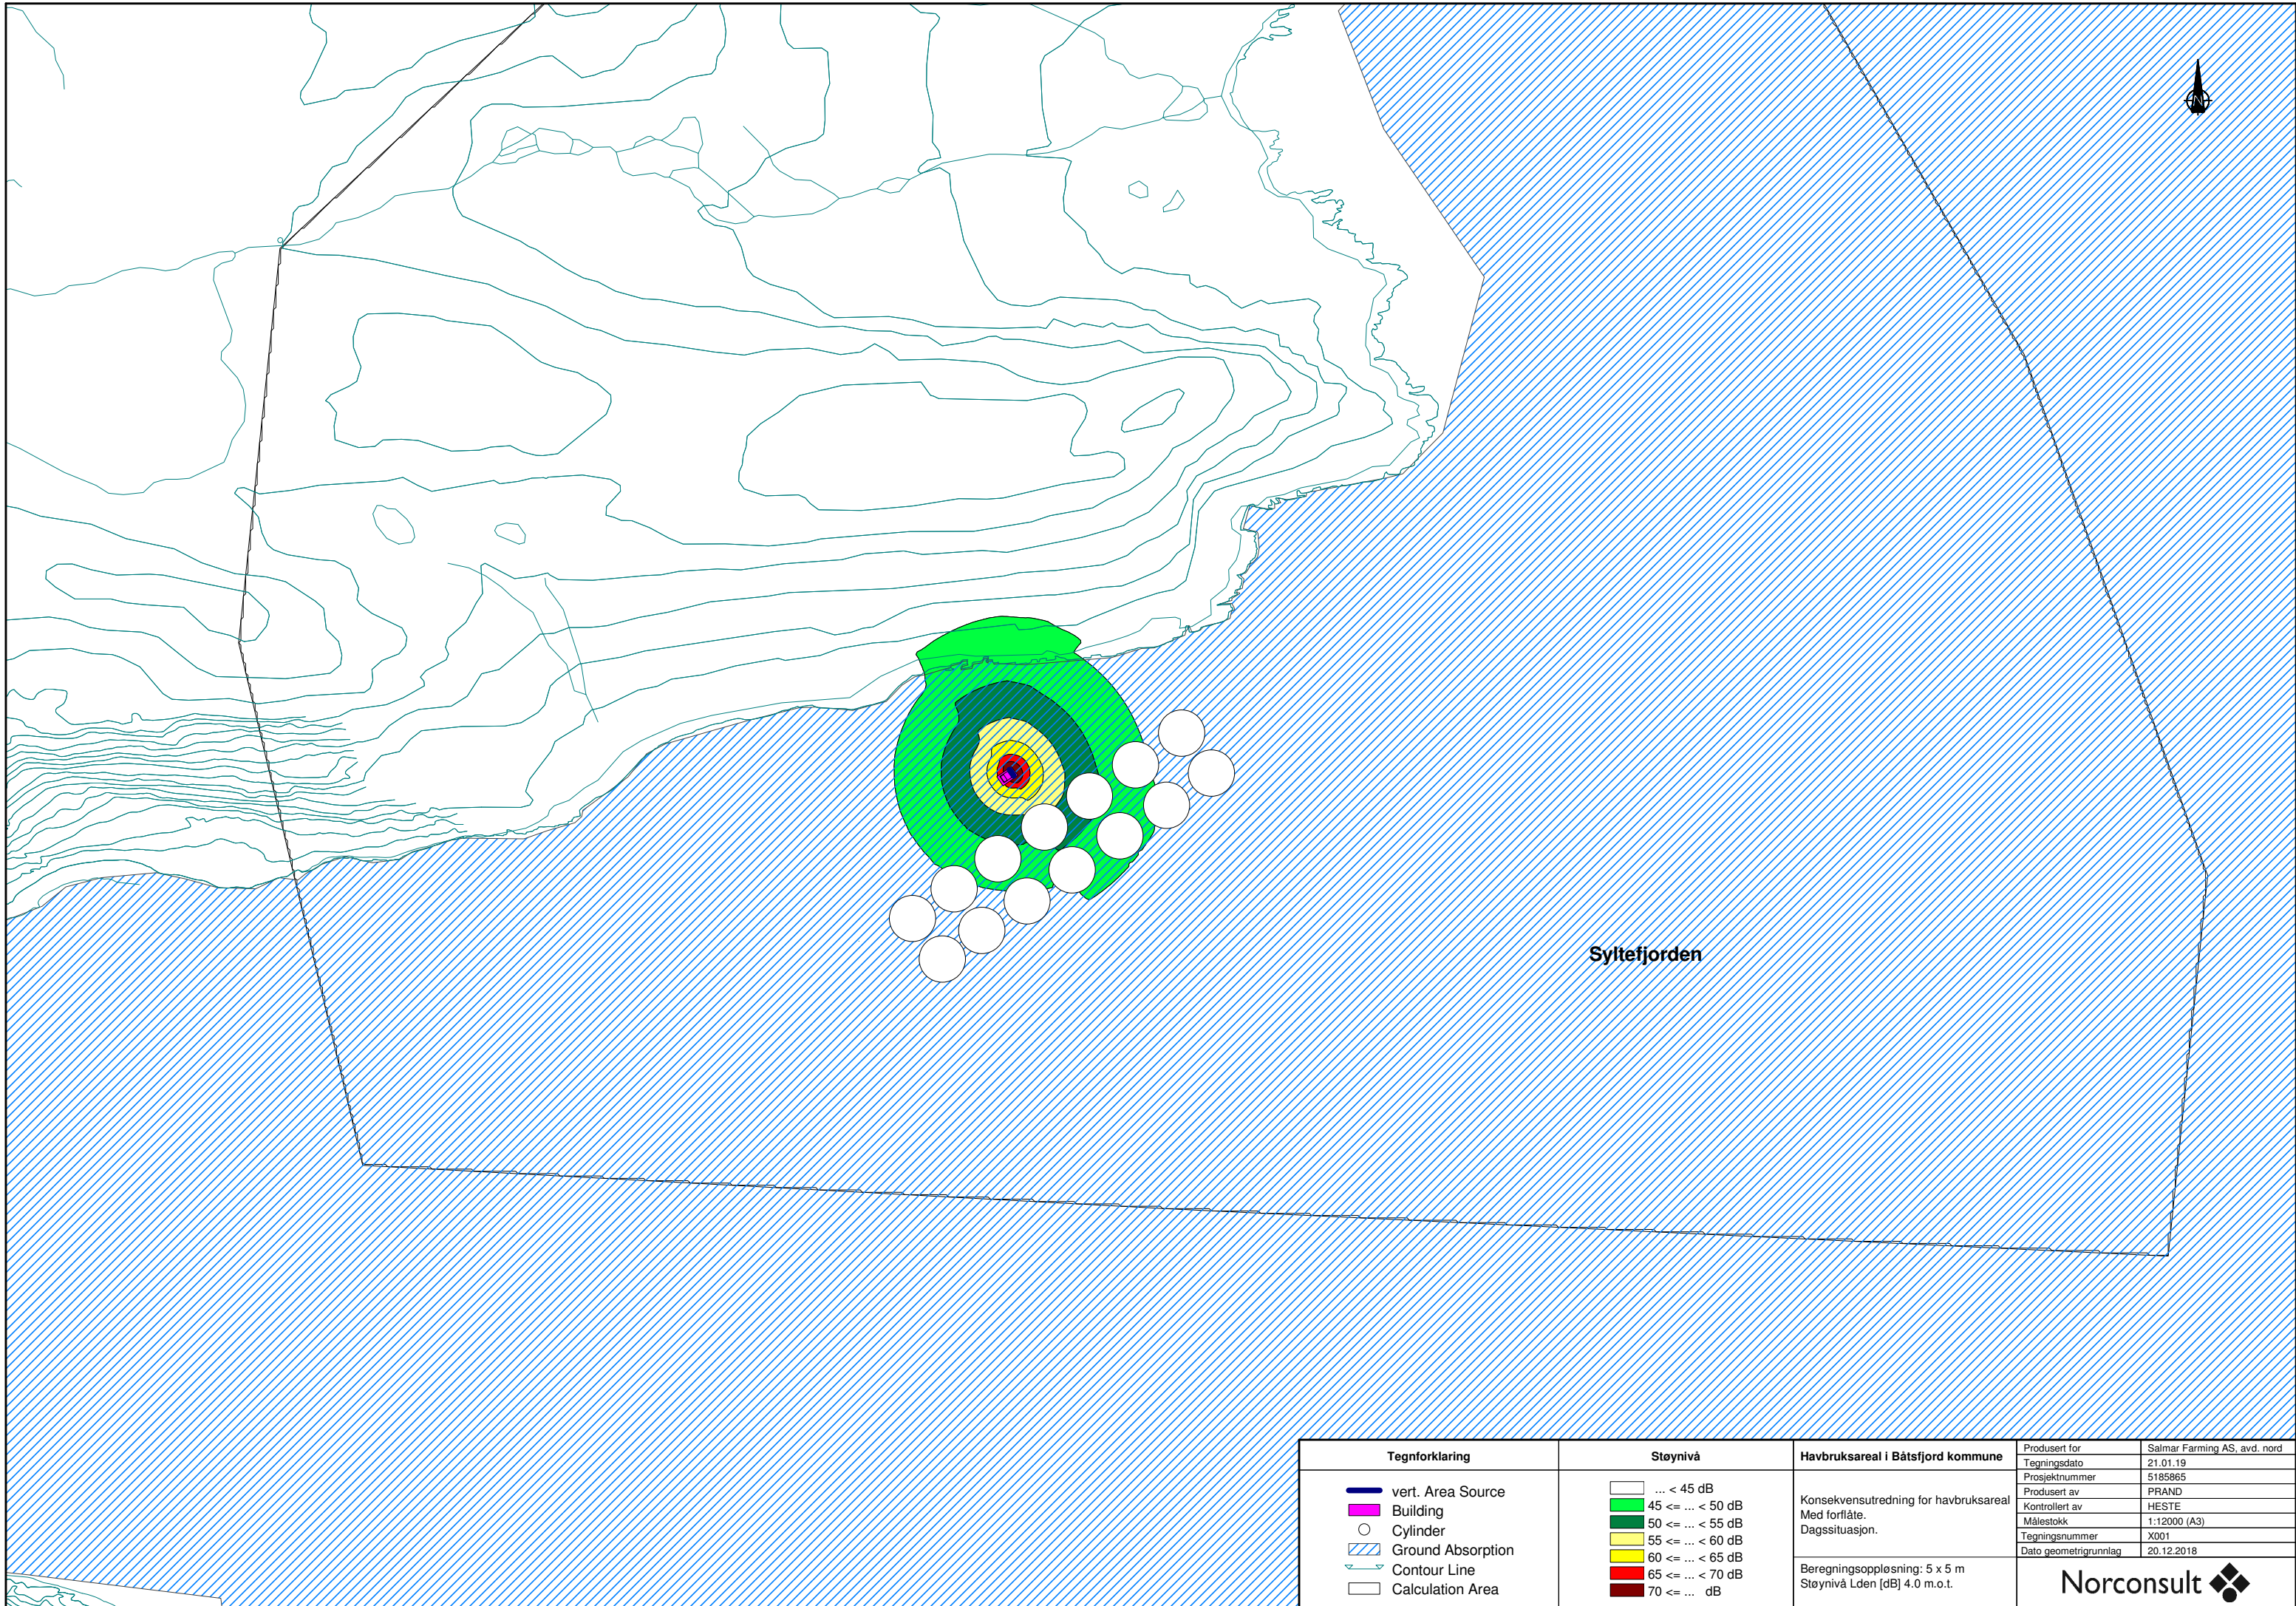 N
Syltefjorden
Tegnforklaring
vert. Area Source
Building
Cylinder
Ground Absorption
Contour Line
Calculation Area
Støynivå
... < 45 dB
45 <= ... < 50 dB
50 <= ... < 55 dB
55 <= ... < 60 dB
60 <= ... < 65 dB
65 <= ... < 70 dB
70 <= ... dB
Havbruksareal i Båtsfjord kommune
Konsekvensutredning for havbruksareal
Med forflåte.
Dagssituasjon.
Beregningsoppløsning: 5 x 5 m
Støynivå Lden [dB] 4.0 m.o.t.
Produsert for Salmar Farming AS, avd. nord
Tegningsdato 21.01.19
Prosjektnummer 5185865
Produsert av PRAND
Kontrollert av HESTE
Målestokk 1:12000 (A3)
Tegningsnummer X001
Dato geometrigrunnlag 20.12.2018
Norconsult